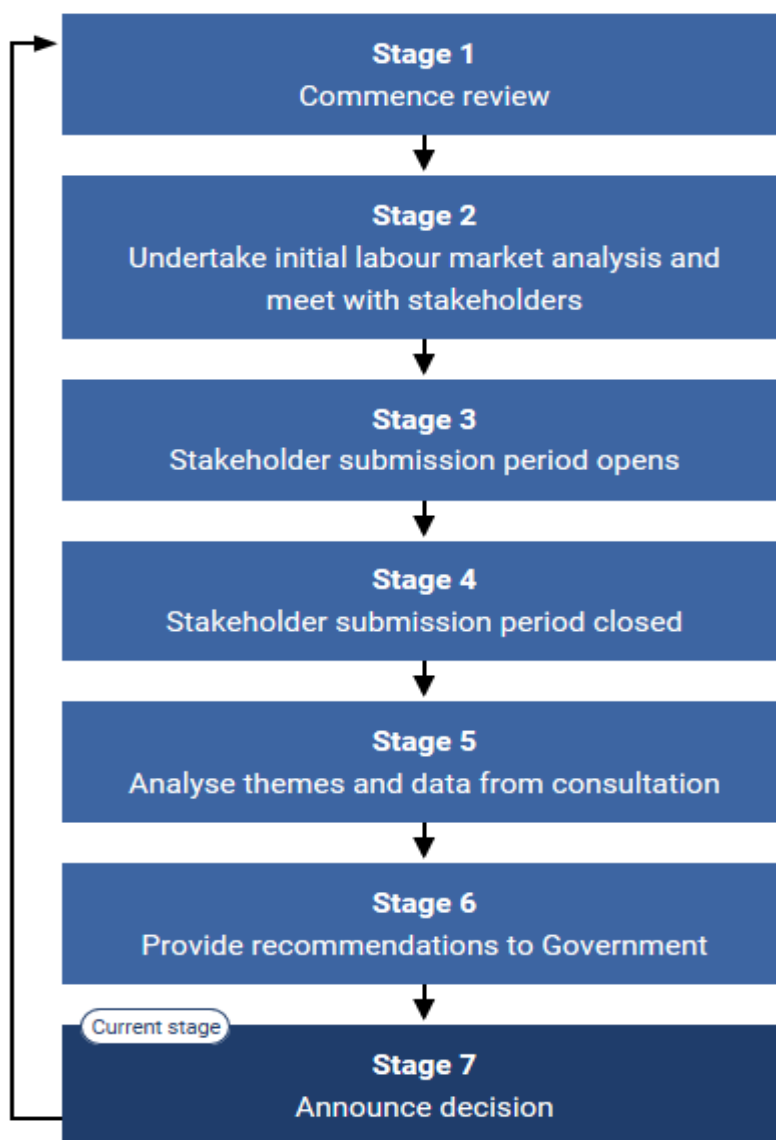 Stage 1
Commence review
Stage 2
Undertake initial labour market analysis and
meet with stakeholders
Stage 3
Stakeholder submission period opens
Stage 4
Stakeholder submission period closed
Stage 5
Analyse themes and data from consultation
Stage 6
Provide recommendations to Government
Current stage
Stage 7
Announce decision